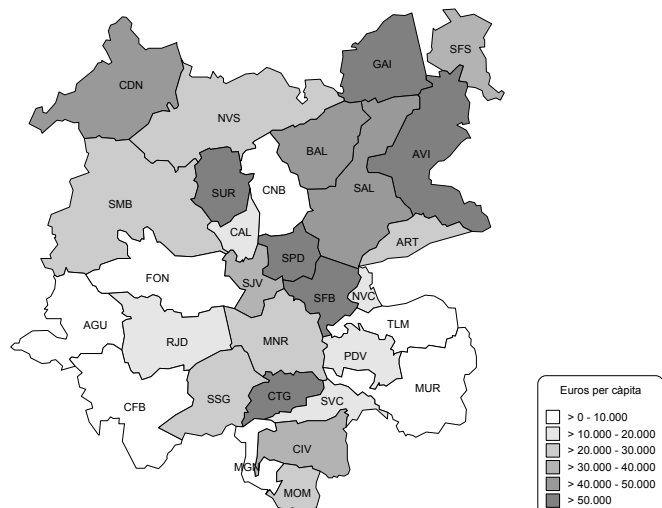 SFS
GAI
CDN
NVS
BAL
AVI
SUR
CNB
SAL
SMB
CAL
ART
SPD
FON
SJV
SFB
NVC
AGU
TLM
RJD
MNR
PDV
CFB
SSG
CTG
SVC
MUR
CIV
MGN
MOM
Euros per càpita
> 0 - 10.000
> 10.000 - 20.000
> 20.000 - 30.000
> 30.000 - 40.000
> 40.000 - 50.000
> 50.000